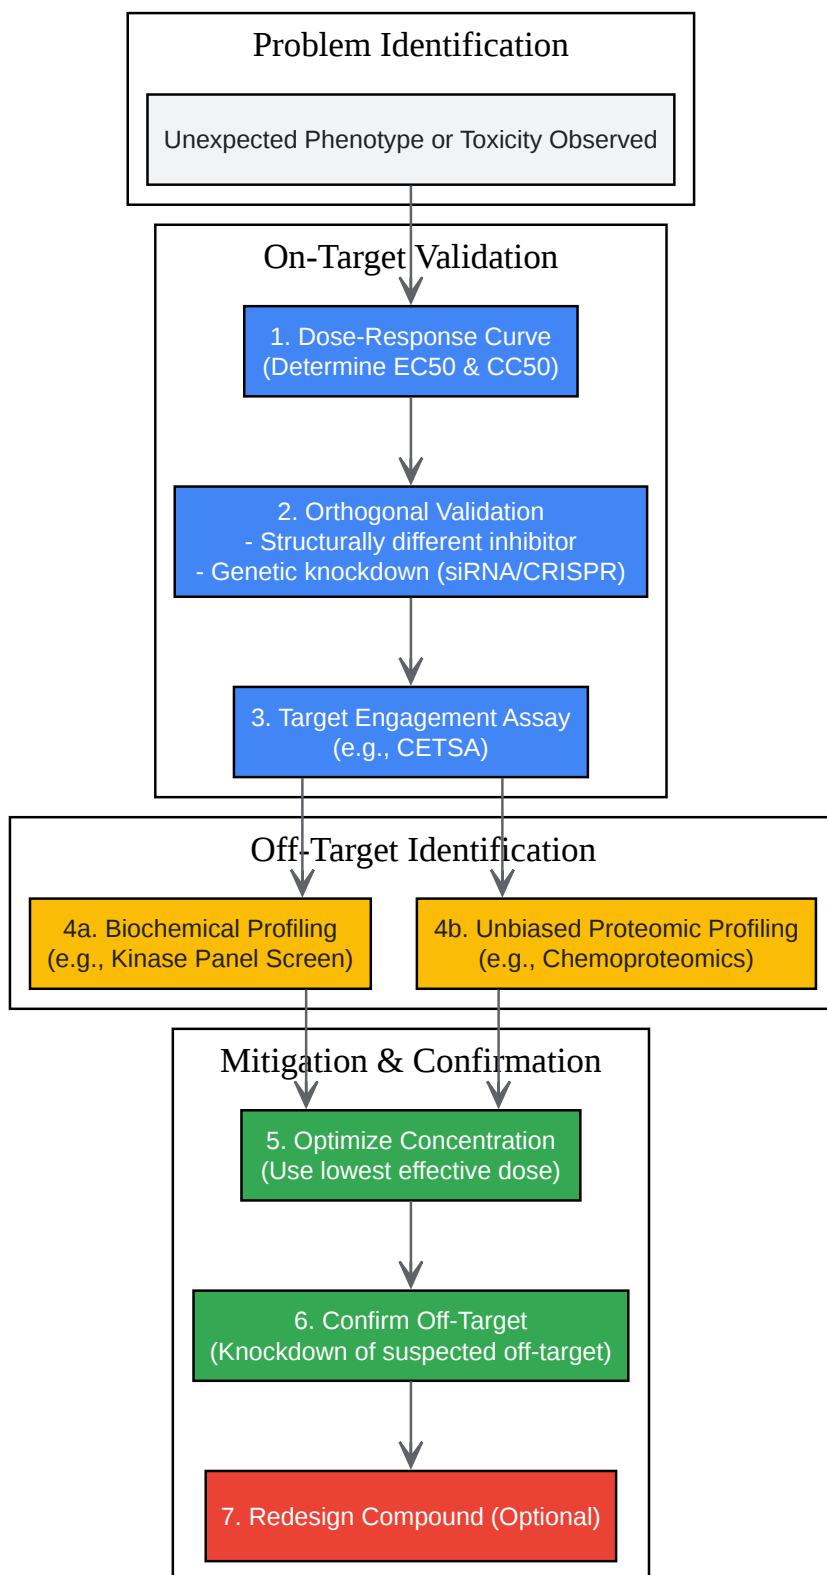 Problem Identification
Unexpected Phenotype or Toxicity Observed
On-Target Validation
1. Dose-Response Curve
(Determine EC50 & CC50)
2. Orthogonal Validation
- Structurally different inhibitor
- Genetic knockdown (siRNA/CRISPR)
3. Target Engagement Assay
(e.g., CETSA)
Off-Target Identification
4a. Biochemical Profiling
(e.g., Kinase Panel Screen)
4b. Unbiased Proteomic Profiling
(e.g., Chemoproteomics)
Mitigation & Confirmation
5. Optimize Concentration
(Use lowest effective dose)
6. Confirm Off-Target
(Knockdown of suspected off-target)
7. Redesign Compound (Optional)